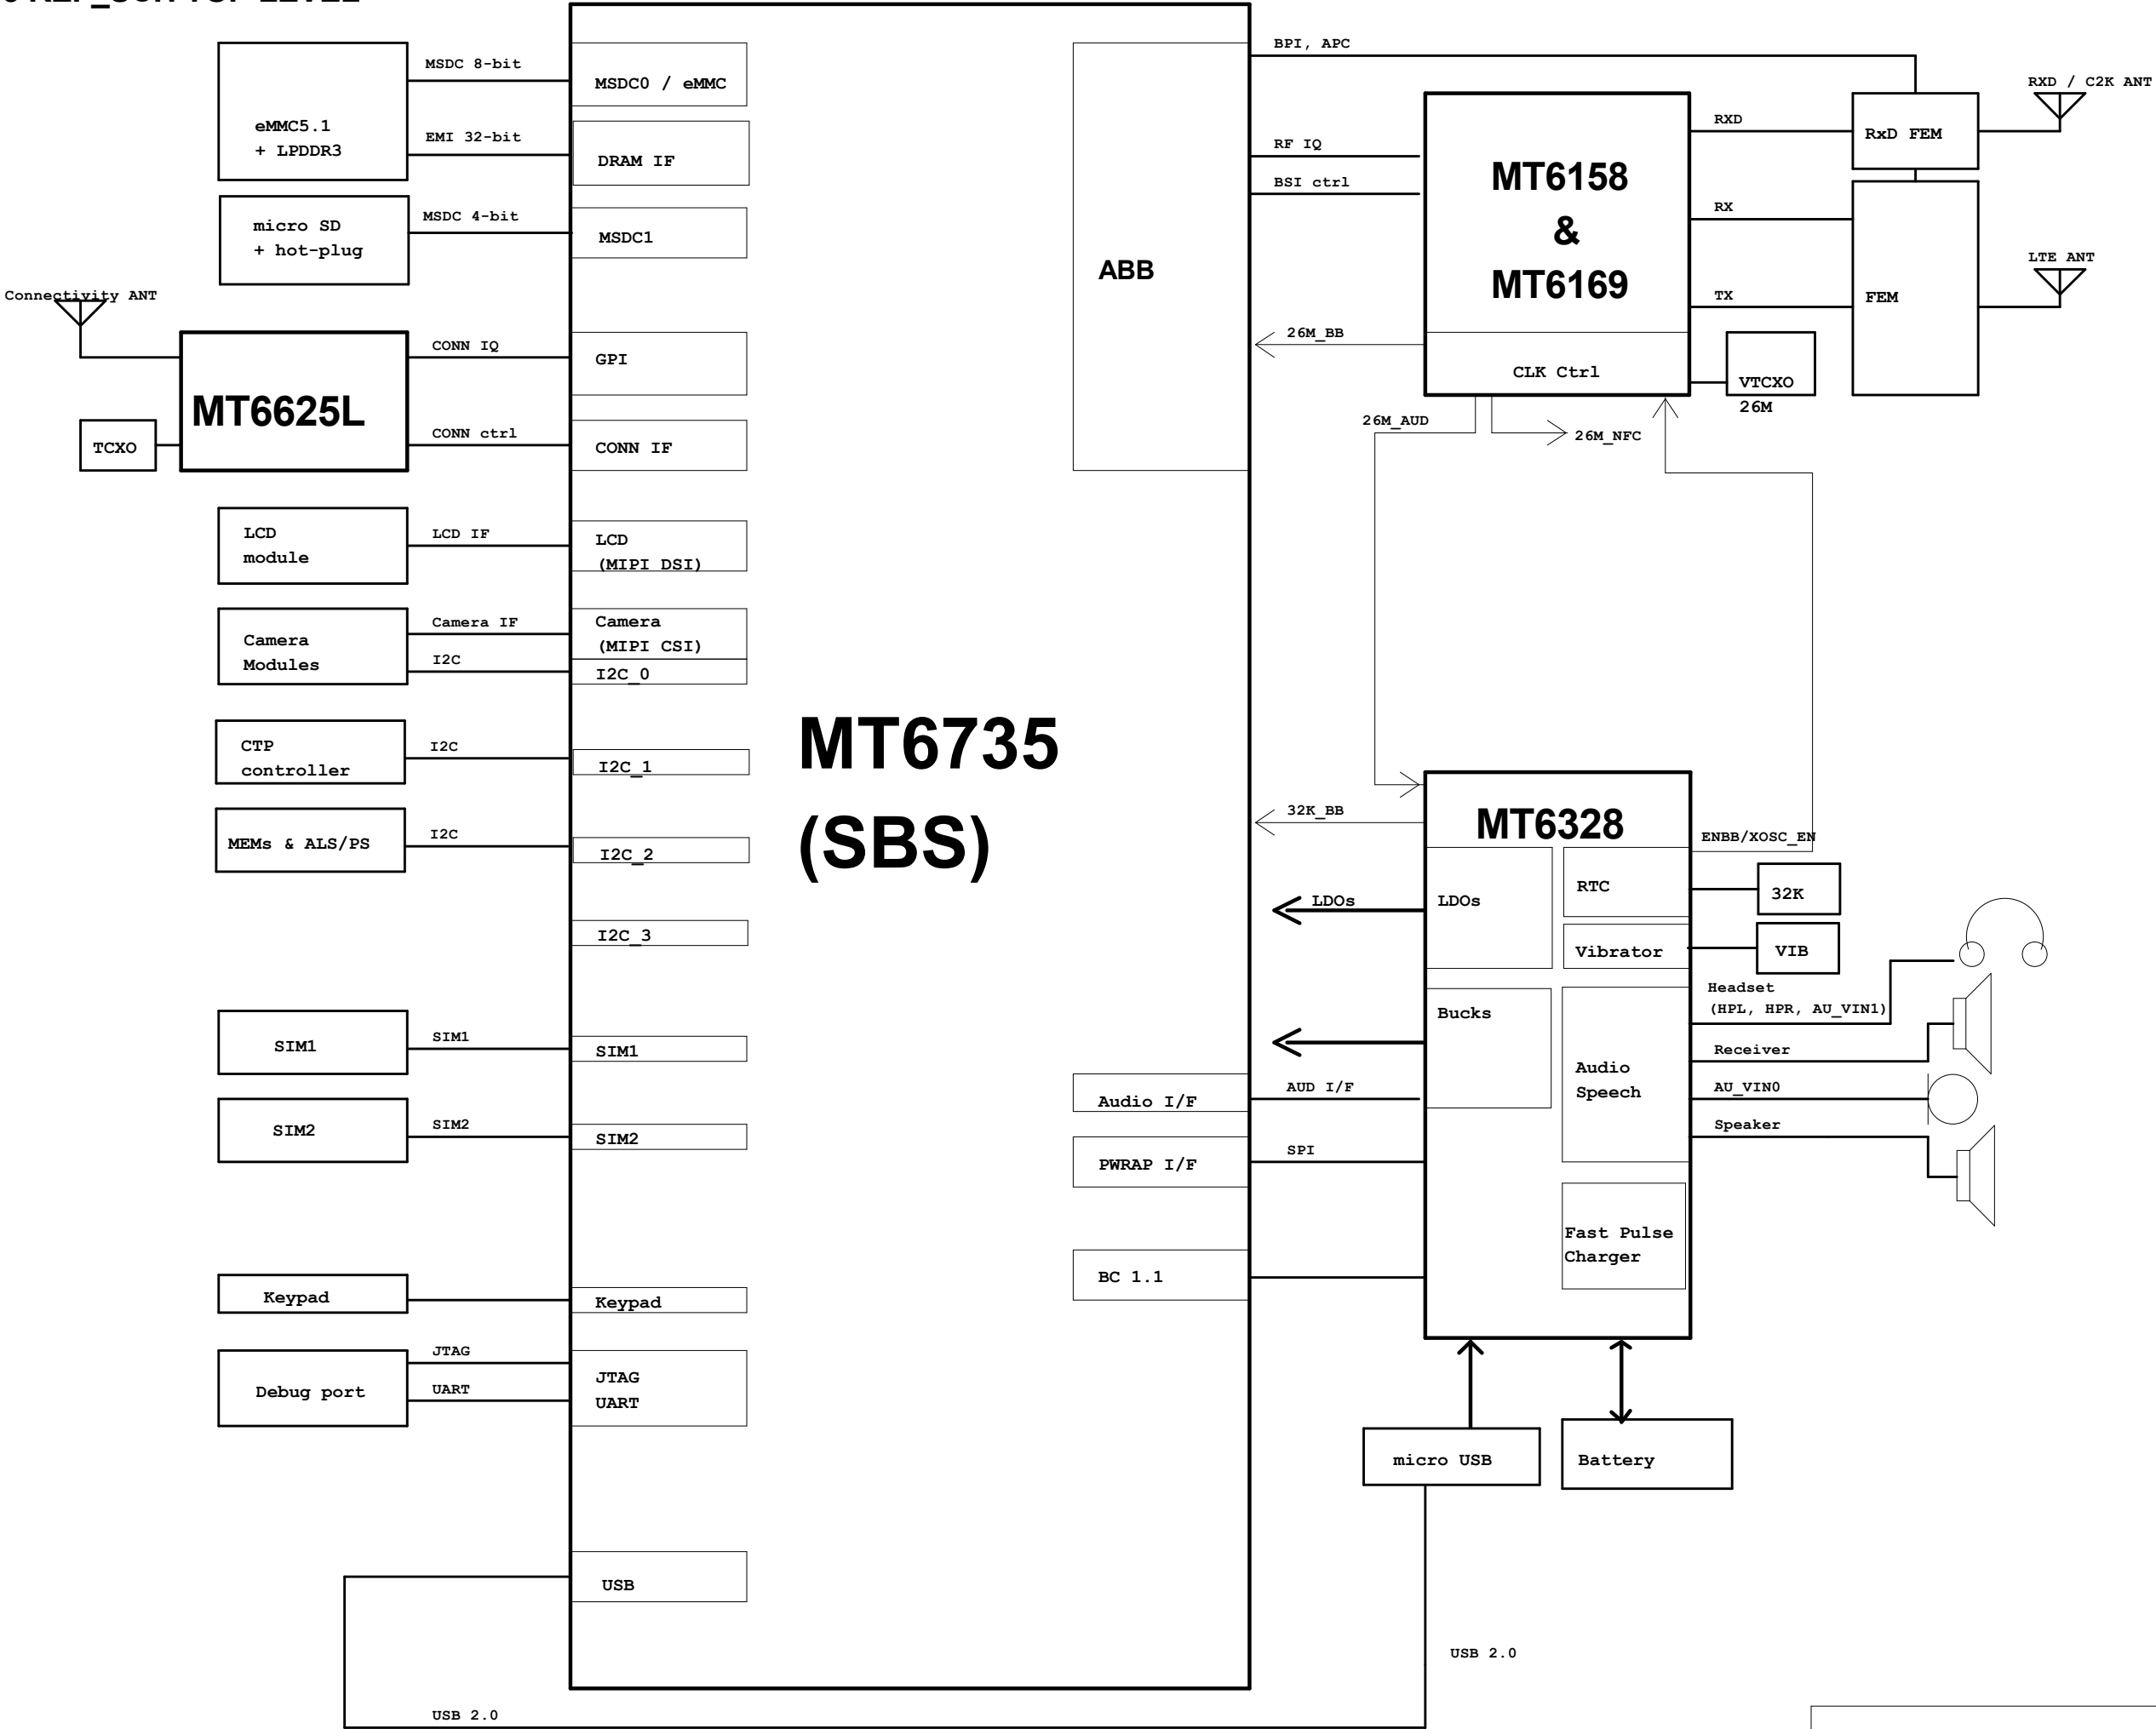 MSDC 8-bit
MSDC0 / eMMC
eMMC5.1
+ LPDDR3
EMI 32-bit
DRAM IF
micro SD
+ hot-plug
MSDC 4-bit
MSDC1
Connectivity ANT
MT6625L
CONN IQ
GPI
CONN ctrl
CONN IF
TCXO
LCD
module
LCD IF
LCD
(MIPI DSI)
Camera
Modules
Camera IF
Camera
(MIPI CSI)
I2C
I2C_0
CTP
controller
I2C
I2C_1
MEMs & ALS/PS
I2C
I2C_2
I2C_3
SIM1
SIM1
SIM1
SIM2
SIM2
SIM2
Keypad
Keypad
Debug port
JTAG
UART
JTAG
UART
USB
USB 2.0
MT6735
(SBS)
ABB
Audio I/F
PWRAP I/F
BC 1.1
BPI, APC
RF IQ
BSI ctrl
26M_BB
MT6158
&
MT6169
CLK Ctrl
RXD
RX
TX
RxD FEM
FEM
RXD / C2K ANT
LTE ANT
VTCXO
26M
26M_AUD
26M_NFC
32K_BB
MT6328
ENBB/XOSC_EN
LDOs
LDOs
RTC
32K
Vibrator
VIB
Bucks
Headset
(HPL, HPR, AU_VIN1)
Receiver
Audio
Speech
AU_VIN0
Speaker
AUD I/F
SPI
Fast Pulse
Charger
micro USB
Battery
USB 2.0